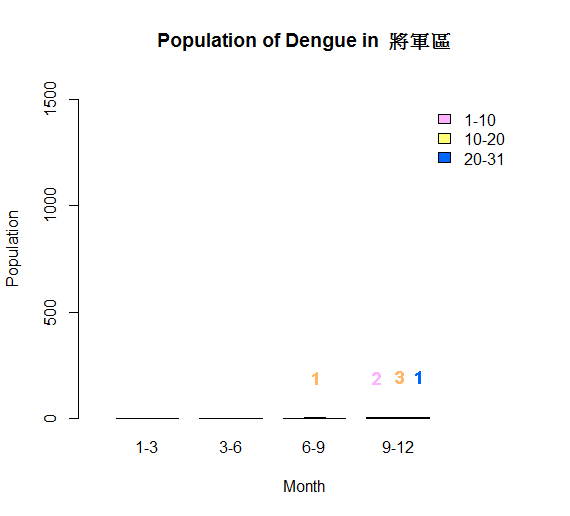 Population of Dengue in 將軍區
1500
1000
500
0
Population
1-10
10-20
20-31
1
2 3 1
1-3 3-6 6-9 9-12
Month